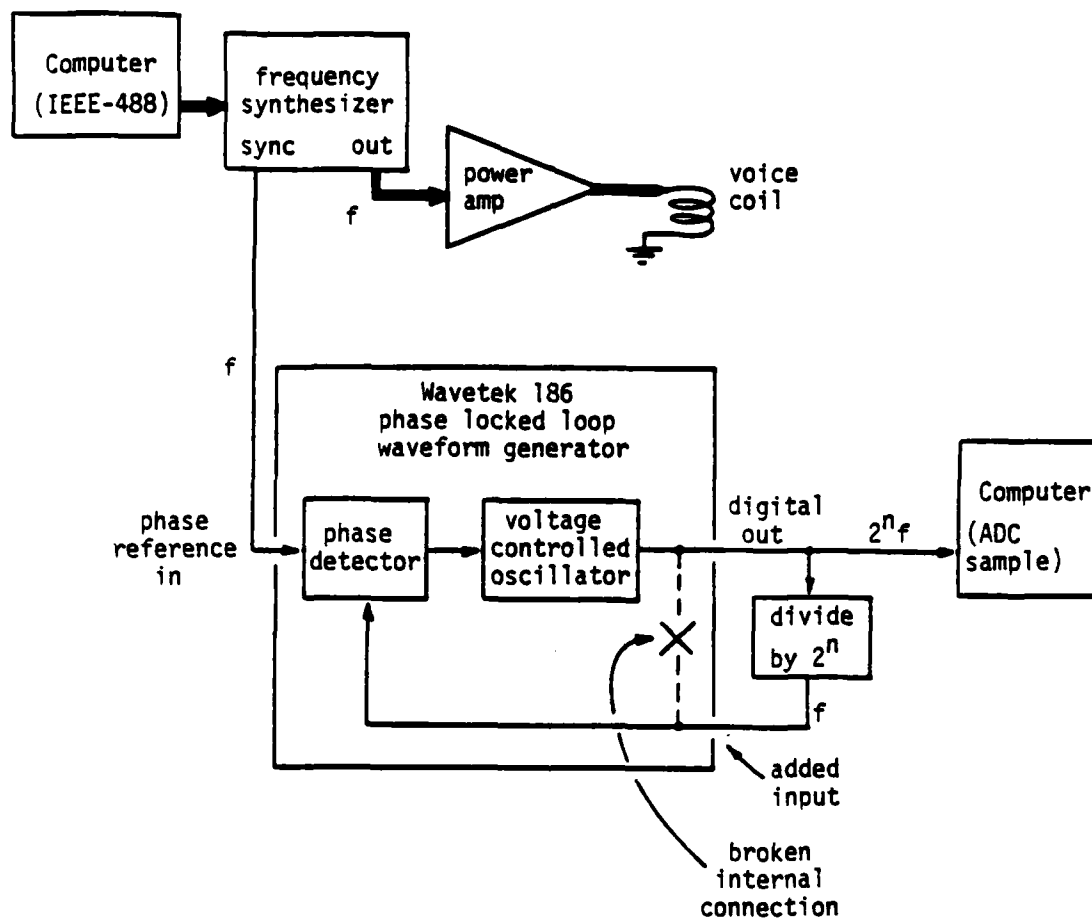 Computer
(IEEE-488)
frequency
synthesizer
sync out
f
power
amp
voice
coil
f
Wavetek 186
phase locked loop
waveform generator
phase
reference
in
phase
detector
voltage
controlled
oscillator
digital
out
2ⁿf
Computer
(ADC
sample)
divide
by 2ⁿ
f
added
input
broken
internal
connection